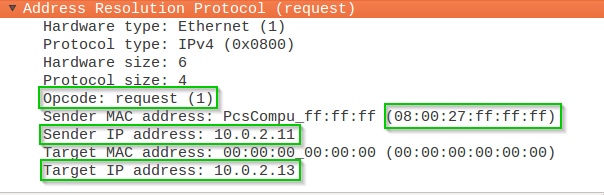 Address Resolution Protocol (request)
Hardware type: Ethernet (1)
Protocol type: IPv4 (0x0800)
Hardware size: 6
Protocol size: 4
Opcode: request (1)
Sender MAC address: PcsCompu_ff:ff:ff (08:00:27:ff:ff:ff)
Sender IP address: 10.0.2.11
Target MAC address: 00:00:00_00:00:00 (00:00:00:00:00:00)
Target IP address: 10.0.2.13